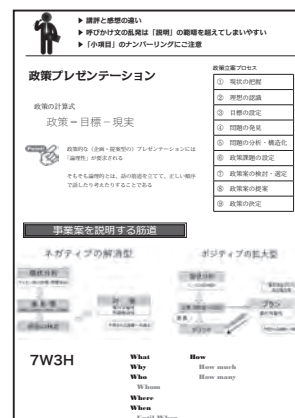 ▶ 講評と感想の違い
▶ 呼びかけ文の乱発は「説明」の範疇を超えてしまいやすい
▶「小項目」のナンバーリングにご注意
政策プレゼンテーション
政策の計算式
政策＝目標－現実
政策的な（企画・提案型の）プレゼンテーションには
「論理性」が要求される
そもそも論理的とは、話の筋道を立てて、正しい順序
で話したり考えたりすることである
政策立案プロセス
① 現状の把握
② 理想の認識
③ 目標の設定
④ 問題の発見
⑤ 問題の分析・構造化
⑥ 政策課題の設定
⑦ 政策案の検討・選定
⑧ 政策案の提案
⑨ 政策の決定
事業案を説明する筋道
ネガティブの解消型
ポジティブの拡大型
現状分析
プラン
7W3H
What
Why
Who
Whom
Where
When
Until When
How
How much
How many